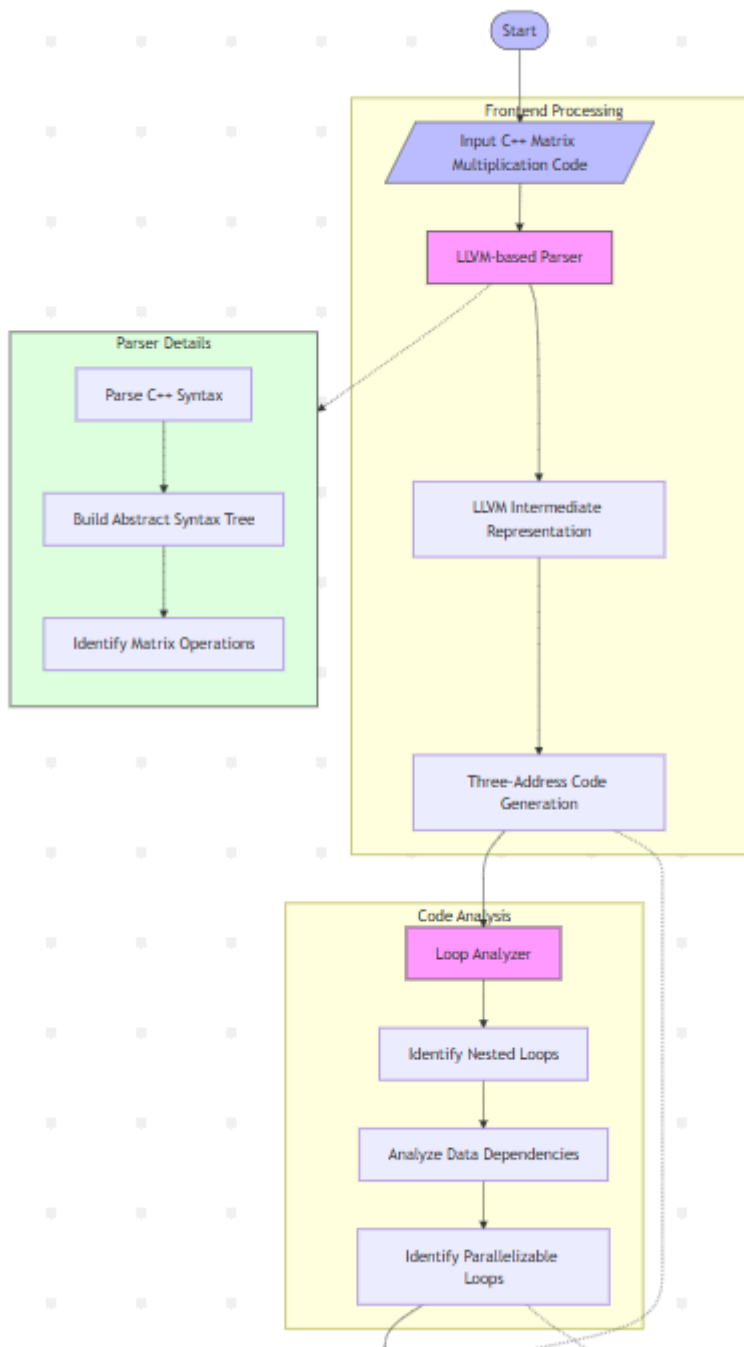 Start
Frontend Processing
Input C++ Matrix
Multiplication Code
LLVM-based Parser
Parser Details
Parse C++ Syntax
Build Abstract Syntax Tree
Identify Matrix Operations
LLVM Intermediate
Representation
Three-Address Code
Generation
Code Analysis
Loop Analyzer
Identify Nested Loops
Analyze Data Dependencies
Identify Parallelizable
Loops